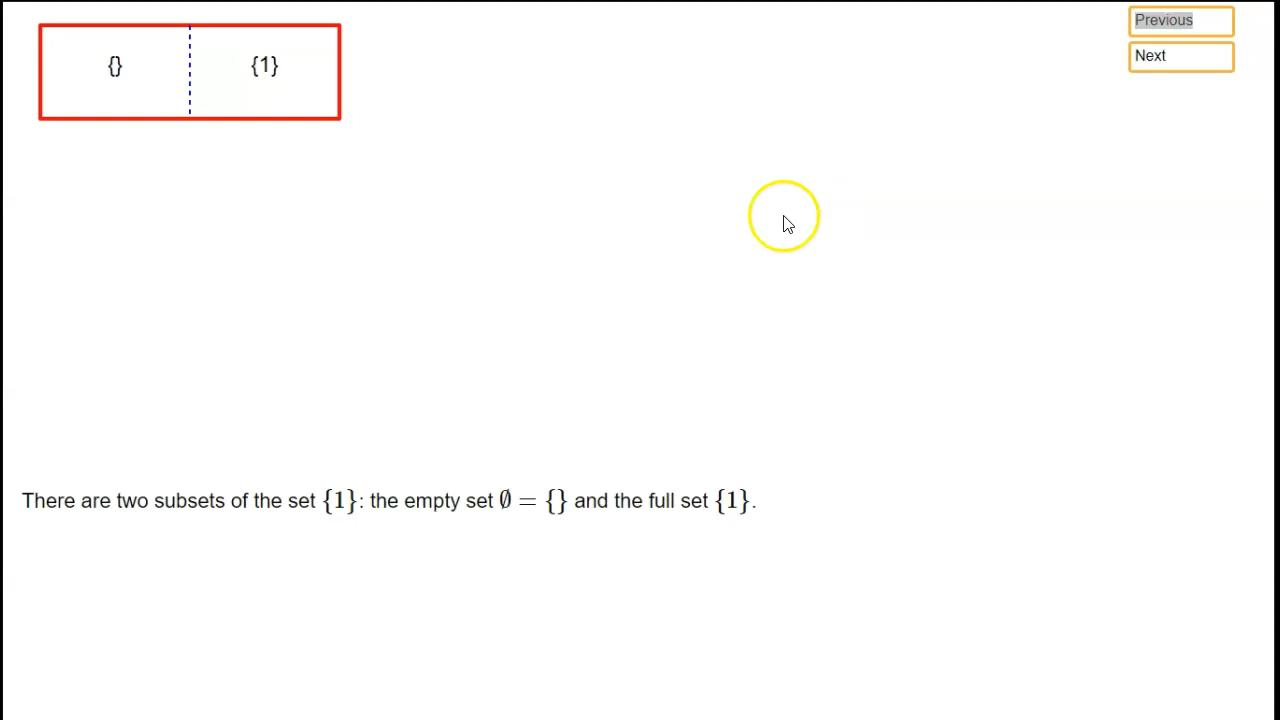 {} {1}
Previous
Next
There are two subsets of the set {1}: the empty set ∅ = {} and the full set {1}.